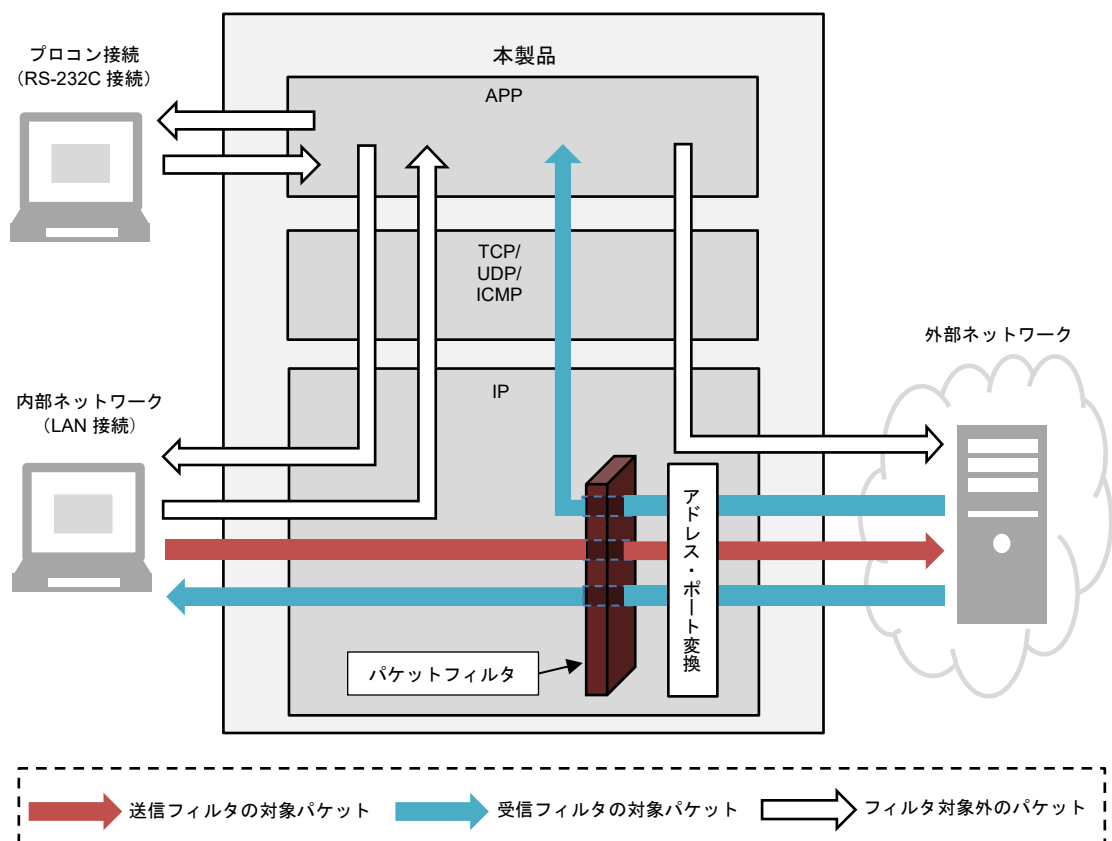 プロコン接続
（RS-232C 接続）
本製品
APP
TCP/
UDP/
ICMP
外部ネットワーク
内部ネットワーク
（LAN 接続）
IP
アドレス・ポート変換
パケットフィルタ
送信フィルタの対象パケット
受信フィルタの対象パケット
フィルタ対象外のパケット